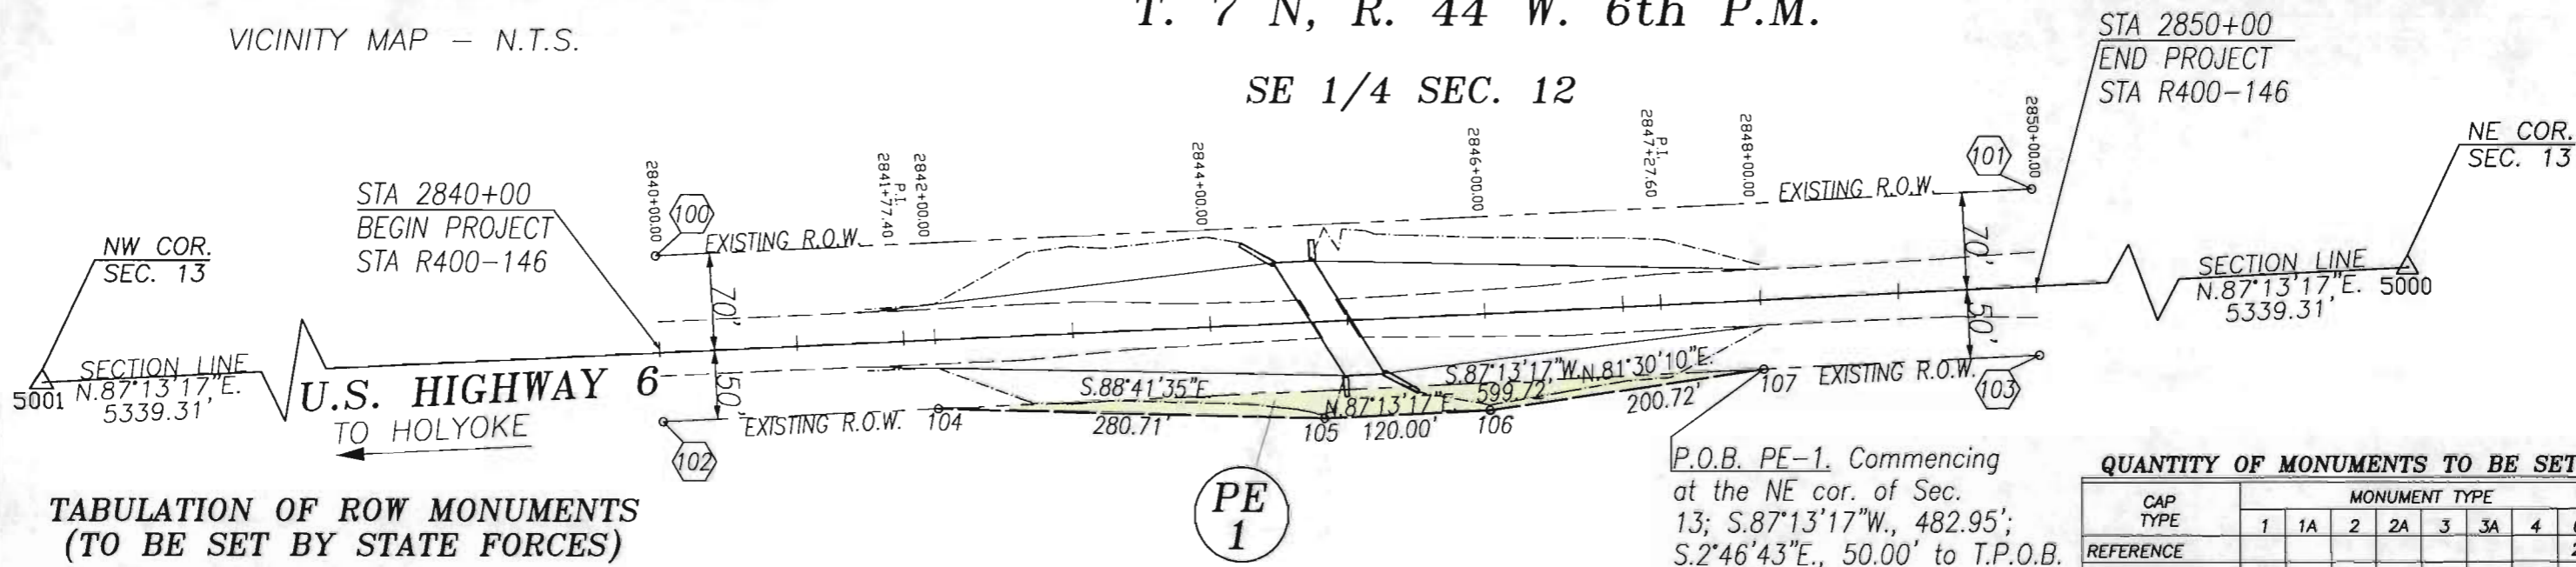 T. 7 N, R. 44 W. 6th P.M.
VICINITY MAP - N.T.S.
SE 1/4 SEC. 12
STA 2850+00
END PROJECT
STA R400-146
NE COR.
SEC. 13
STA 2840+00
BEGIN PROJECT
STA R400-146
NW COR.
SEC. 13
2840+00.00
P.I.
2841+77.40
2842+00.00
2844+00.00
2846+00.00
P.I.
2847+27.60
2848+00.00
2850+00.00
100
101
EXISTING R.O.W.
EXISTING R.O.W.
70'
70'
50'
50'
SECTION LINE
N.87°13'17"E.
5339.31'
5000
5001
SECTION LINE
N.87°13'17"E.
5339.31'
U.S. HIGHWAY 6
TO HOLYOKE
EXISTING R.O.W.
102
104
S.88°41'35"E.
280.71'
105
N.87°13'17"E.
120.00'
106
S.87°13'17"W.
599.72'
N.81°30'10"E.
200.72'
107
EXISTING R.O.W.
103
PE
1
P.O.B. PE-1. Commencing
at the NE cor. of Sec.
13; S.87°13'17"W., 482.95';
S.2°46'43"E., 50.00' to T.P.O.B.
TABULATION OF ROW MONUMENTS
(TO BE SET BY STATE FORCES)
QUANTITY OF MONUMENTS TO BE SET
CAP TYPE
MONUMENT TYPE
1 1A 2 2A 3 3A 4
REFERENCE